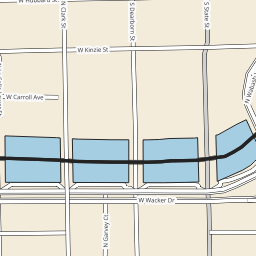 W Hubbard St
N Clark St
S Dearborn St
S State St
W Kinzie St
N Wabash
W Carroll Ave
W Wacker Dr
N Garvey Ct